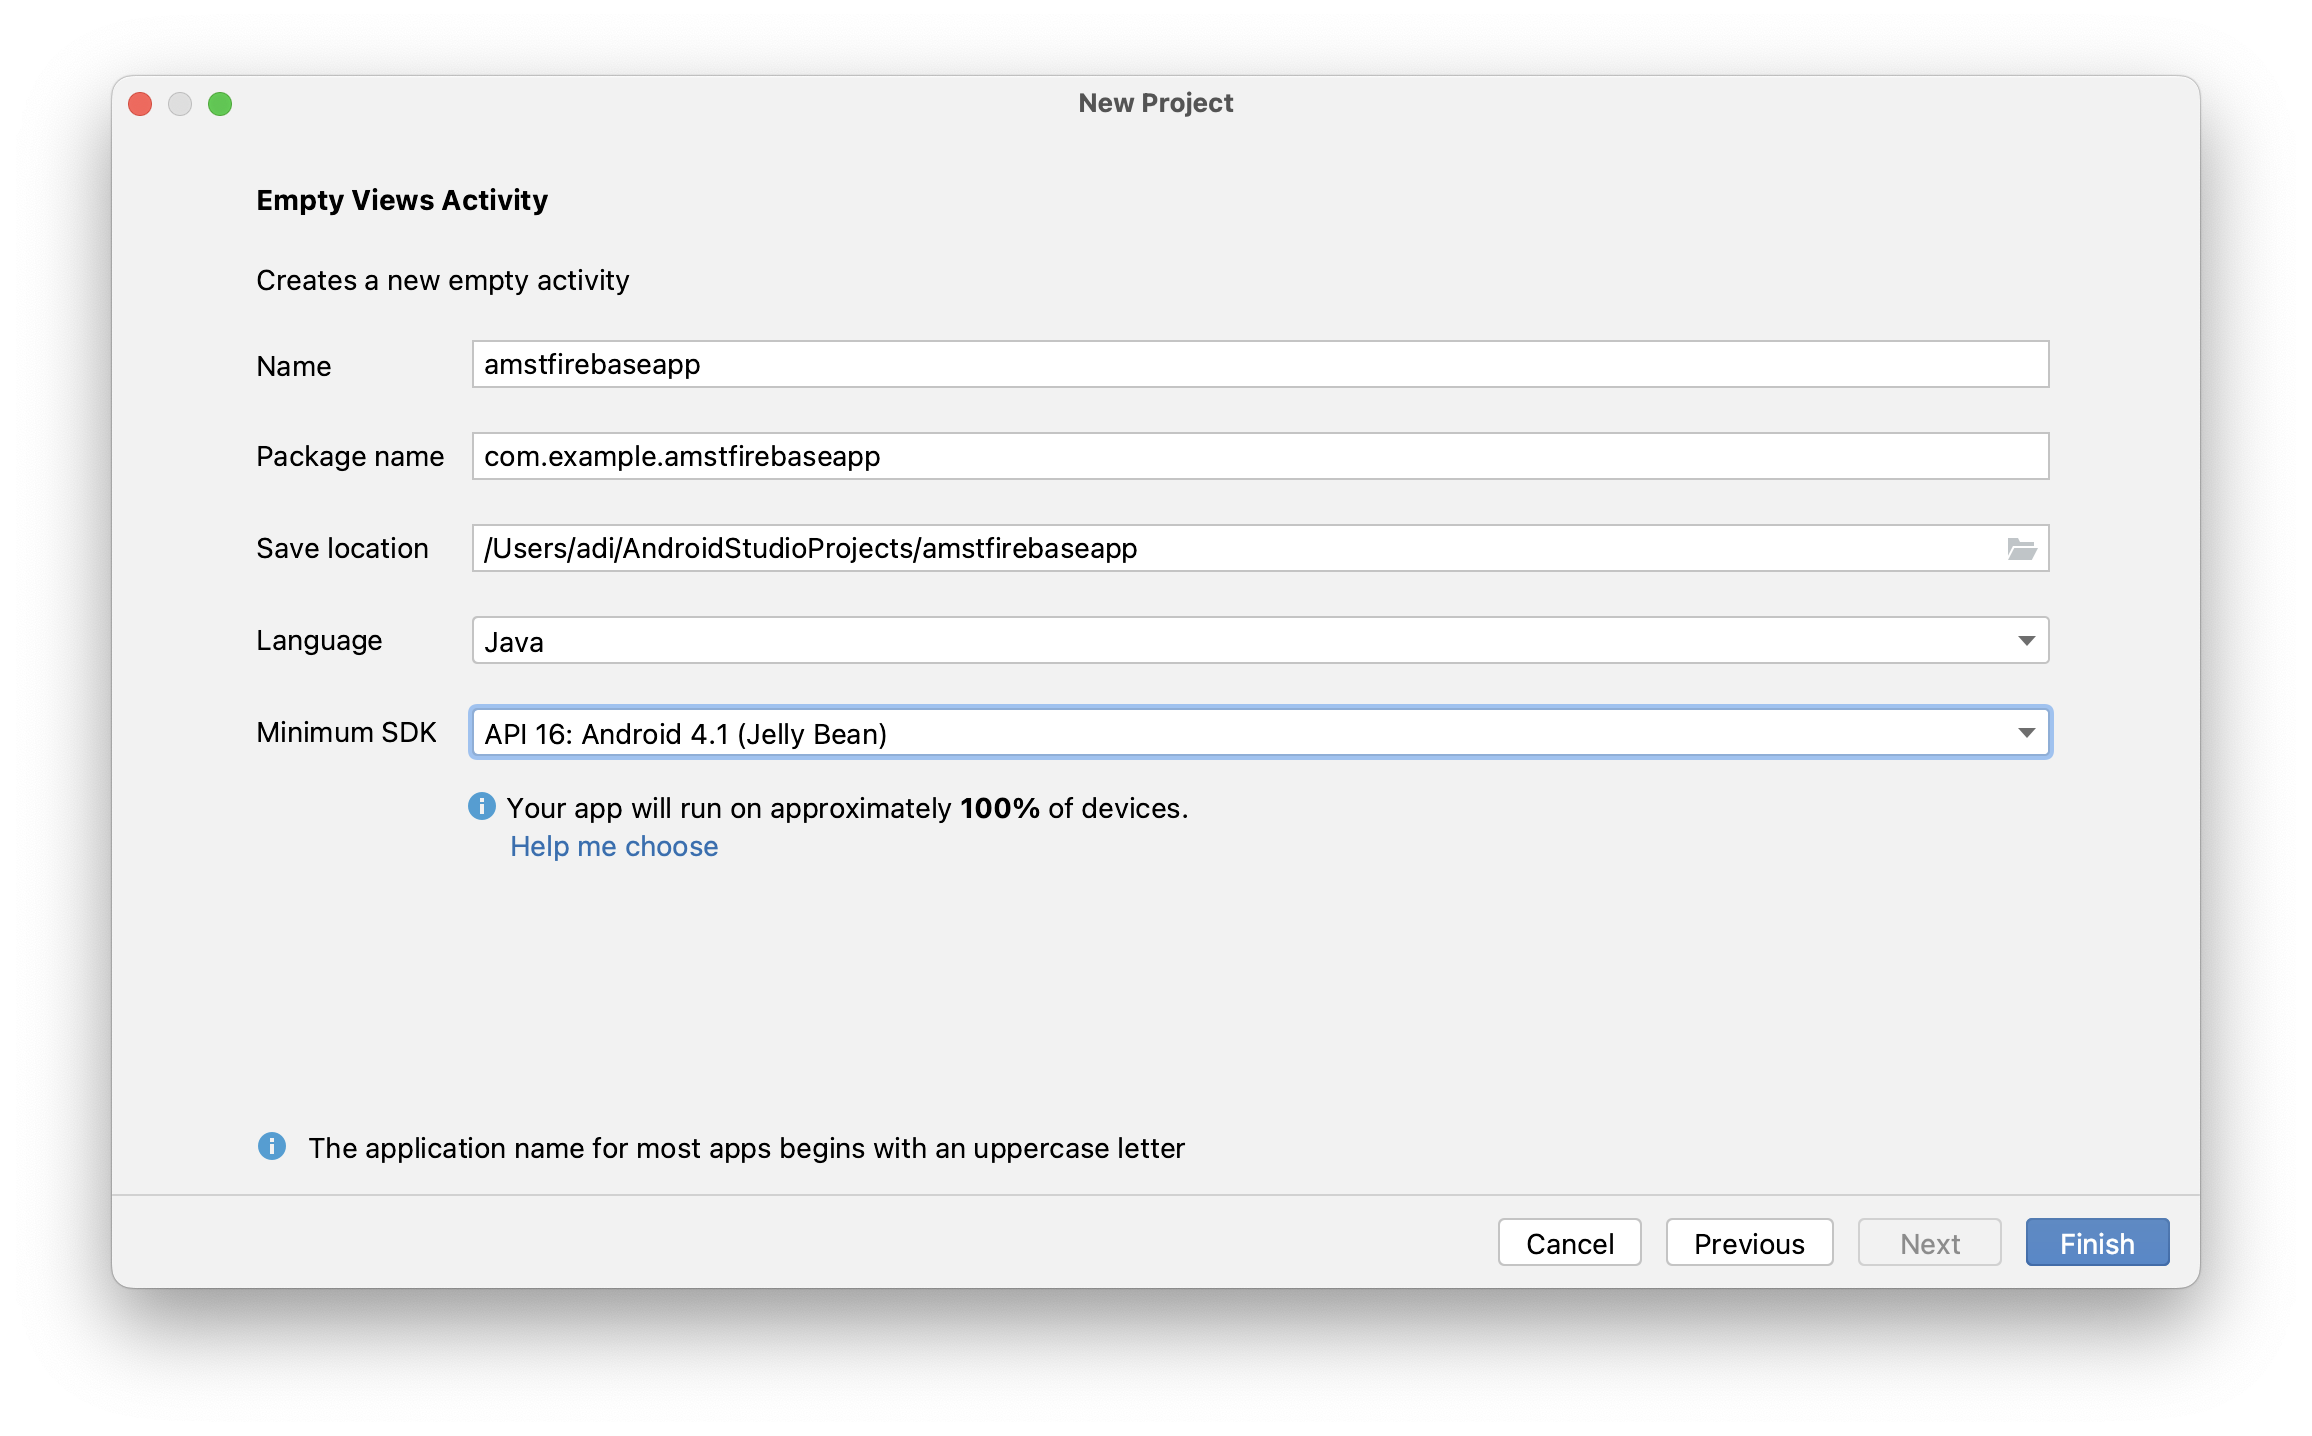 New Project
Empty Views Activity
Creates a new empty activity
Name amstfirebaseapp
Package name com.example.amstfirebaseapp
Save location /Users/adi/AndroidStudioProjects/amstfirebaseapp
Language Java
Minimum SDK API 16: Android 4.1 (Jelly Bean)
Your app will run on approximately 100% of devices.
Help me choose
The application name for most apps begins with an uppercase letter
Cancel Previous Next Finish